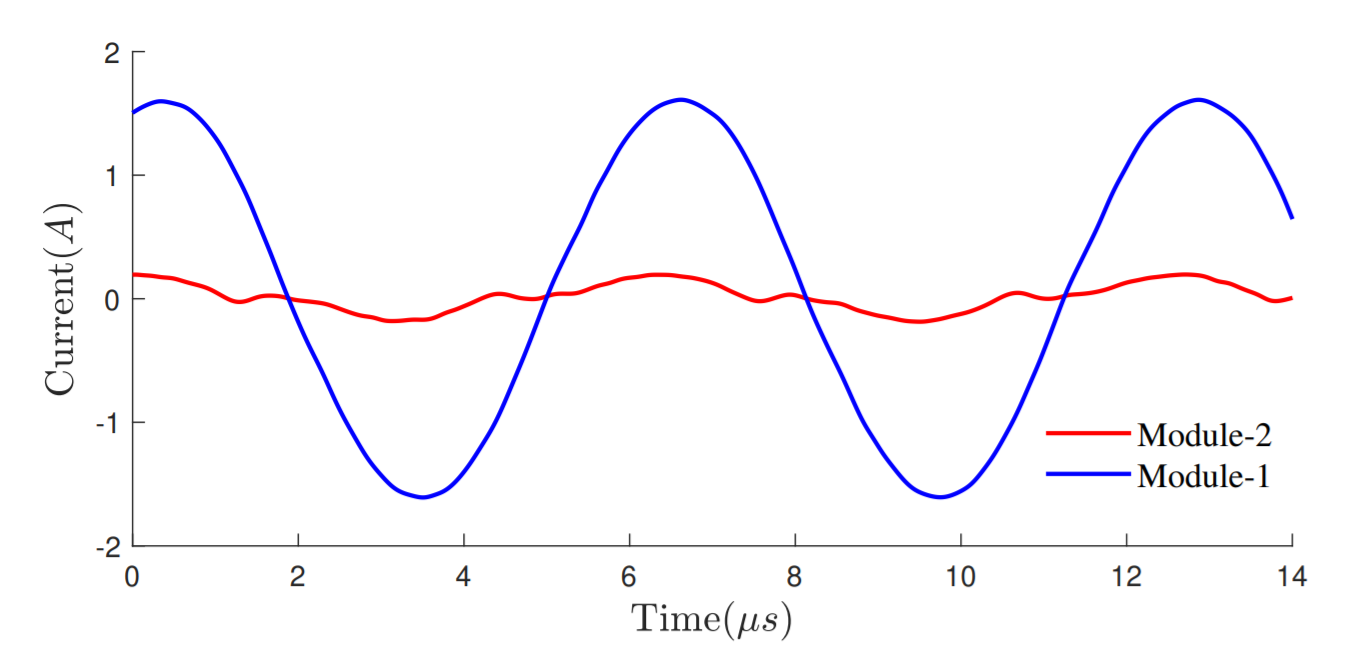 2
1
0
-1
-2
Current(A)
0 2 4 6 8 10 12 14
Time(μs)
Module-2
Module-1